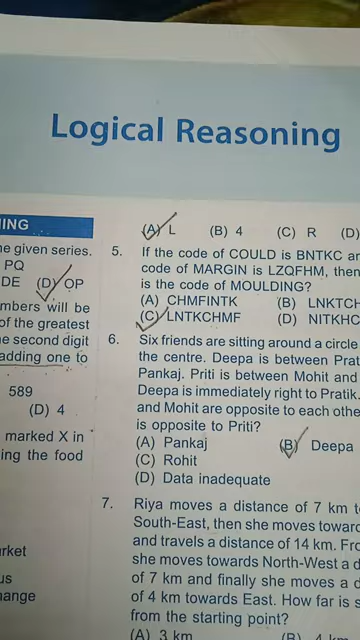 Logical Reasoning
ING
he given series.
PQ
DE (D) OP
mbers will be
of the greatest
he second digit
adding one to
589
(D) 4
marked X in
ing the food
arket
us
hange
(A) L (B) 4 (C) R (D)
5. If the code of COULD is BNTKC an
code of MARGIN is LZQFHM, then
is the code of MOULDING?
(A) CHMFINTK (B) LNKTCH
(C) LNTKCHMF (D) NITKHC
6. Six friends are sitting around a circle
the centre. Deepa is between Prat
Pankaj. Priti is between Mohit and
Deepa is immediately right to Pratik.
and Mohit are opposite to each othe
is opposite to Priti?
(A) Pankaj (B) Deepa
(C) Rohit
(D) Data inadequate
7. Riya moves a distance of 7 km t
South-East, then she moves towar
and travels a distance of 14 km. Fro
she moves towards North-West a d
of 7 km and finally she moves a d
of 4 km towards East. How far is s
from the starting point?
(A) 3 km (B) 4 km